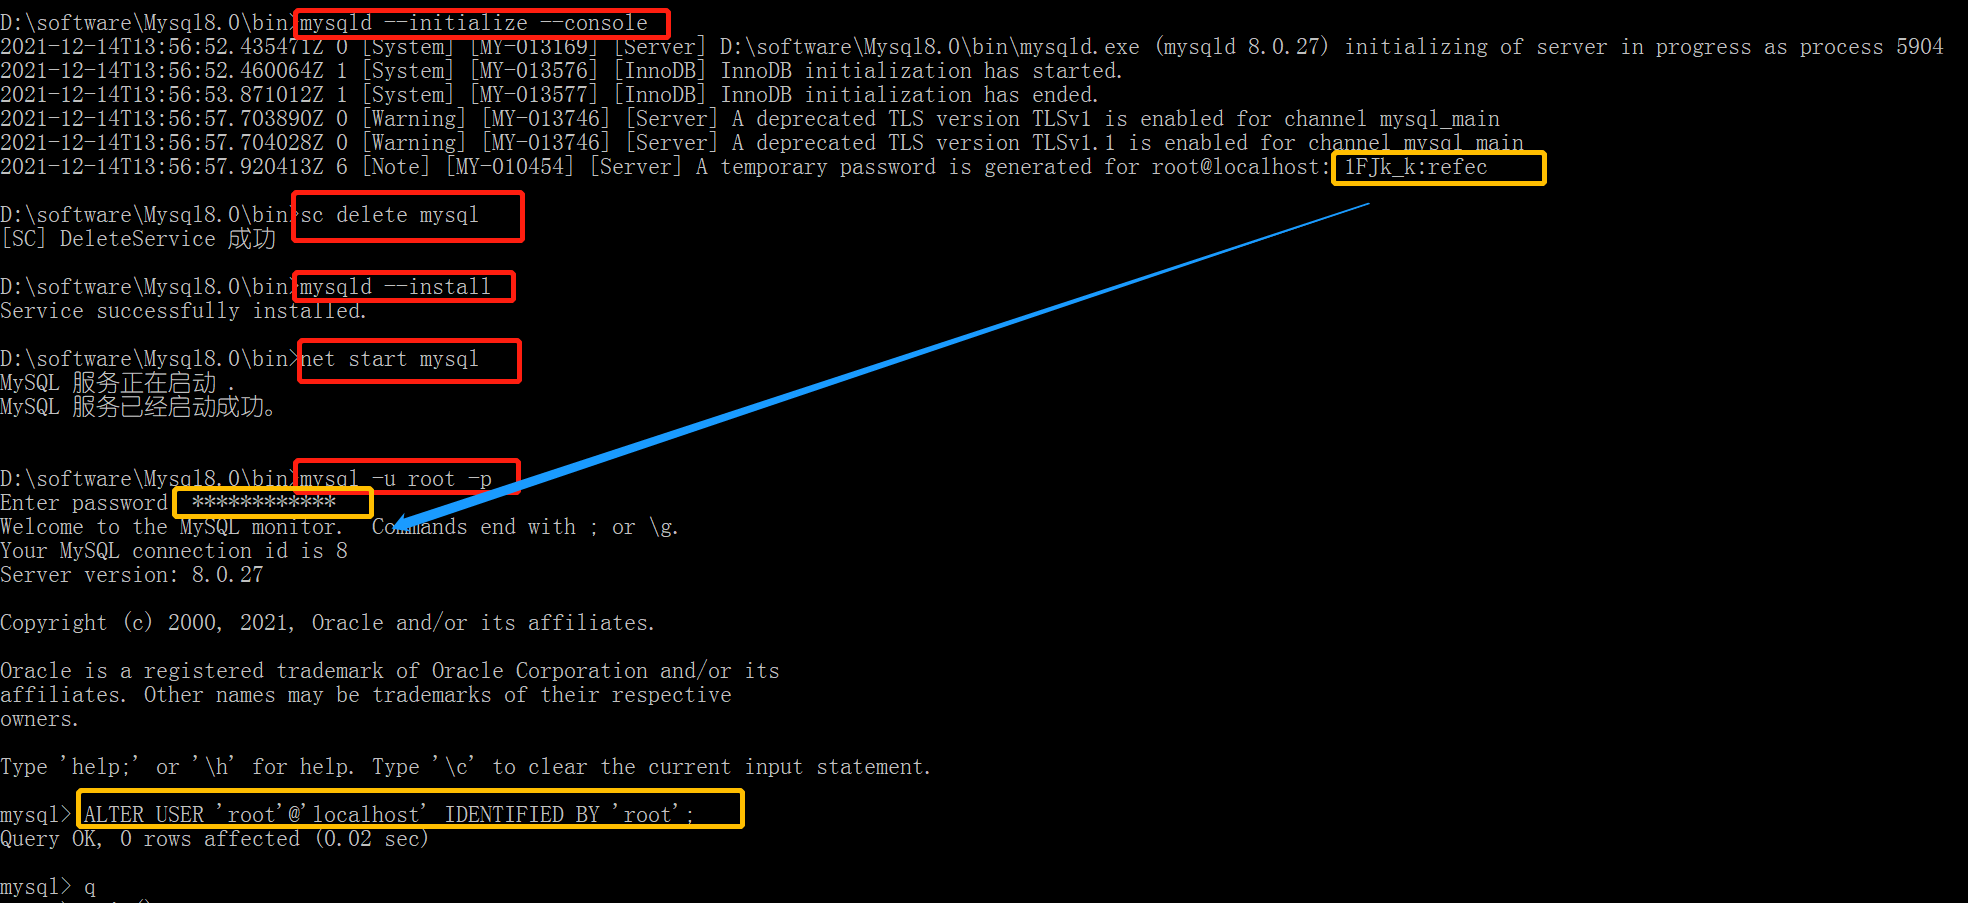 D:\software\Mysql8.0\bin>mysqld --initialize --console
2021-12-14T13:56:52.435471Z 0 [System] [MY-013169] [Server] D:\software\Mysql8.0\bin\mysqld.exe (mysqld 8.0.27) initializing of server in progress as process 5904
2021-12-14T13:56:52.460064Z 1 [System] [MY-013576] [InnoDB] InnoDB initialization has started.
2021-12-14T13:56:53.871012Z 1 [System] [MY-013577] [InnoDB] InnoDB initialization has ended.
2021-12-14T13:56:57.703890Z 0 [Warning] [MY-013746] [Server] A deprecated TLS version TLSv1 is enabled for channel mysql_main
2021-12-14T13:56:57.704028Z 0 [Warning] [MY-013746] [Server] A deprecated TLS version TLSv1.1 is enabled for channel mysql_main
2021-12-14T13:56:57.920413Z 6 [Note] [MY-010454] [Server] A temporary password is generated for root@localhost: 1FJk_k:refec
D:\software\Mysql8.0\bin>sc delete mysql
[SC] DeleteService 成功
D:\software\Mysql8.0\bin>mysqld --install
Service successfully installed.
D:\software\Mysql8.0\bin>net start mysql
MySQL 服务正在启动 .
MySQL 服务已经启动成功。
D:\software\Mysql8.0\bin>mysql -u root -p
Enter password ************
Welcome to the MySQL monitor.  Commands end with ; or \g.
Your MySQL connection id is 8
Server version: 8.0.27
Copyright (c) 2000, 2021, Oracle and/or its affiliates.
Oracle is a registered trademark of Oracle Corporation and/or its
affiliates. Other names may be trademarks of their respective
owners.
Type 'help;' or '\h' for help. Type '\c' to clear the current input statement.
mysql> ALTER USER 'root'@'localhost' IDENTIFIED BY 'root';
Query OK, 0 rows affected (0.02 sec)
mysql> q